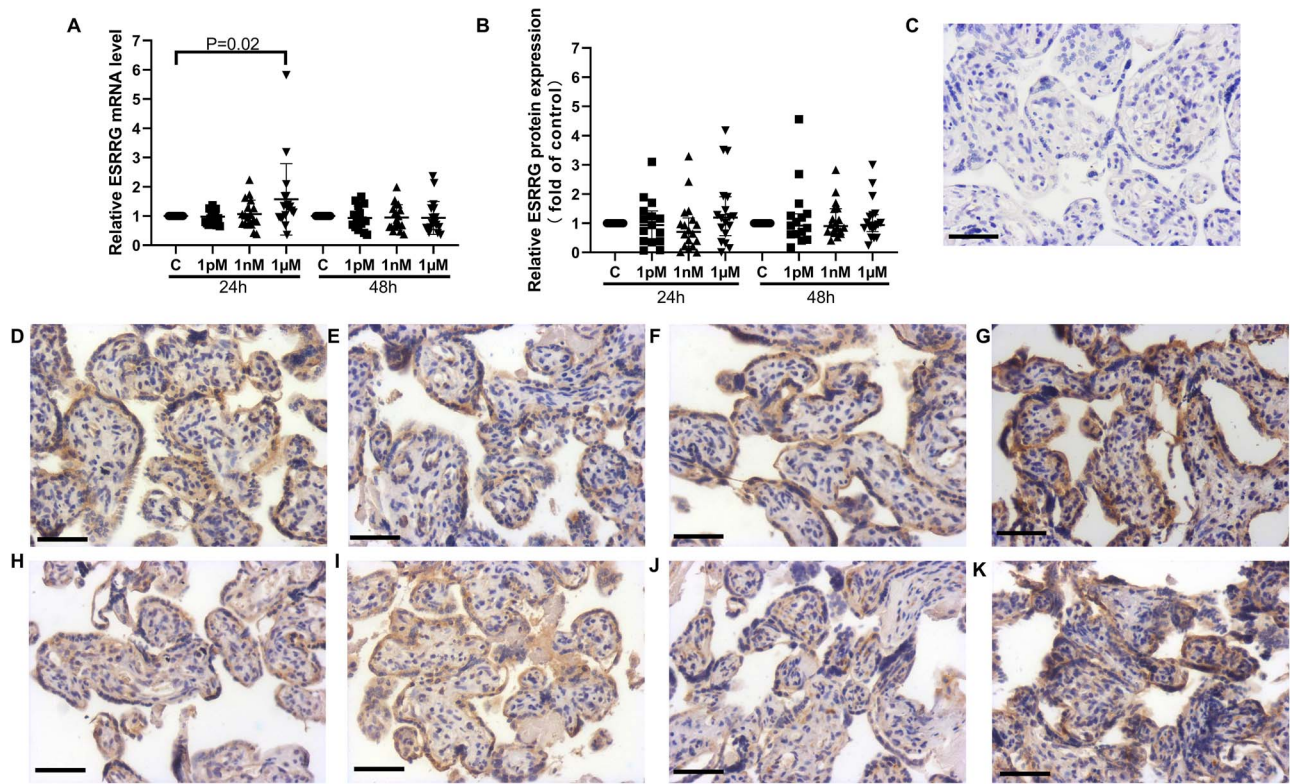 A
P=0.02
Relative ESRRG mRNA level
7
6
5
4
3
2
1
0
C 1pM 1nM 1μM C 1pM 1nM 1μM
24h 48h
B
Relative ESRRG protein expression
( fold of control)
7
6
5
4
3
2
1
0
C 1pM 1nM 1μM C 1pM 1nM 1μM
24h 48h
C
D E F G
H I J K